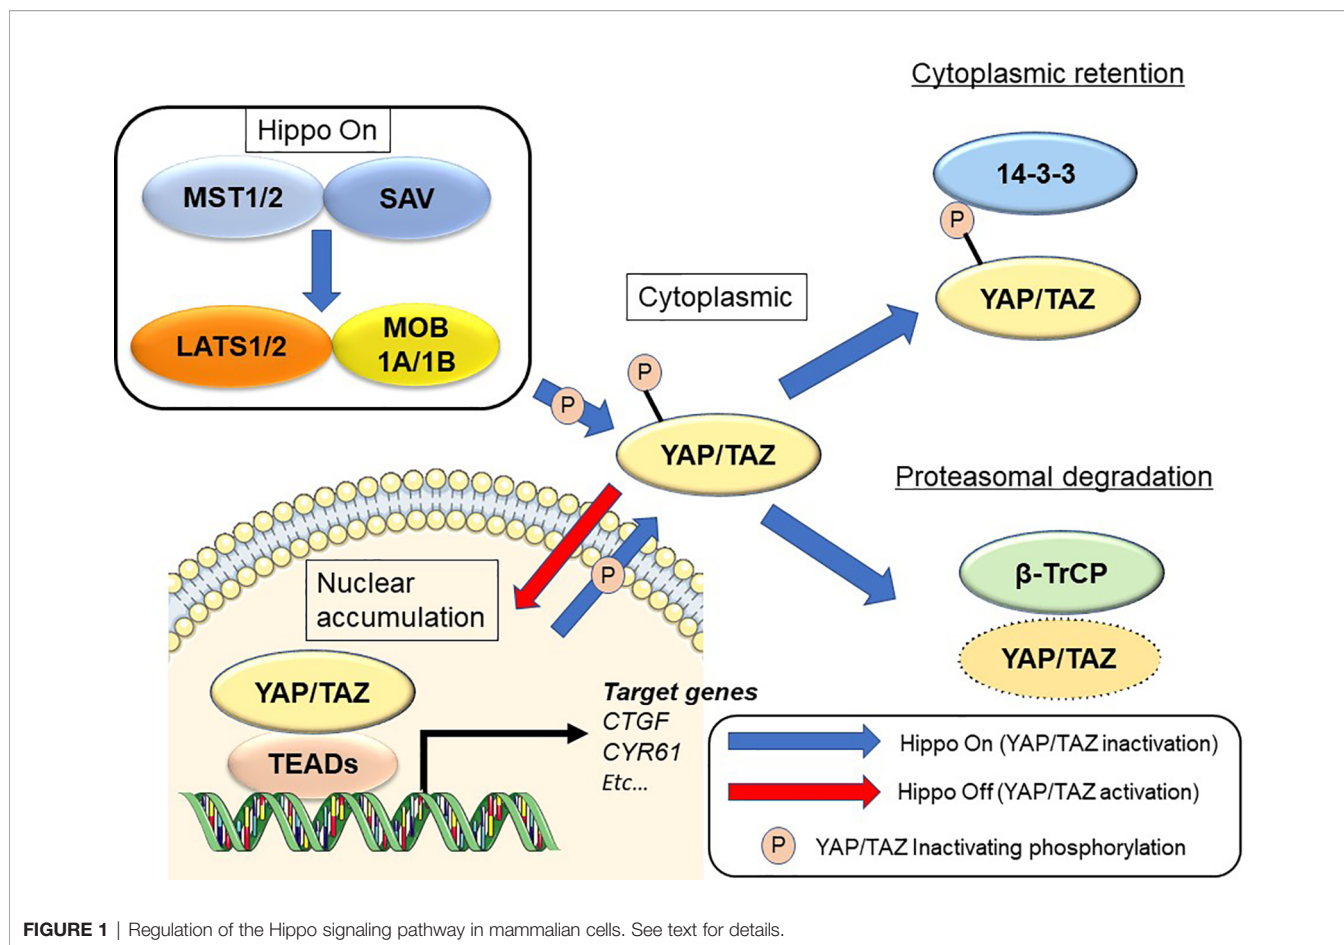 Cytoplasmic retention
Hippo On
MST1/2
SAV
LATS1/2
MOB
1A/1B
P
14-3-3
P
YAP/TAZ
Cytoplasmic
P
YAP/TAZ
Proteasomal degradation
β-TrCP
YAP/TAZ
P
Nuclear
accumulation
YAP/TAZ
TEADs
Target genes
CTGF
CYR61
Etc...
Hippo On (YAP/TAZ inactivation)
Hippo Off (YAP/TAZ activation)
P YAP/TAZ Inactivating phosphorylation
FIGURE 1 | Regulation of the Hippo signaling pathway in mammalian cells. See text for details.